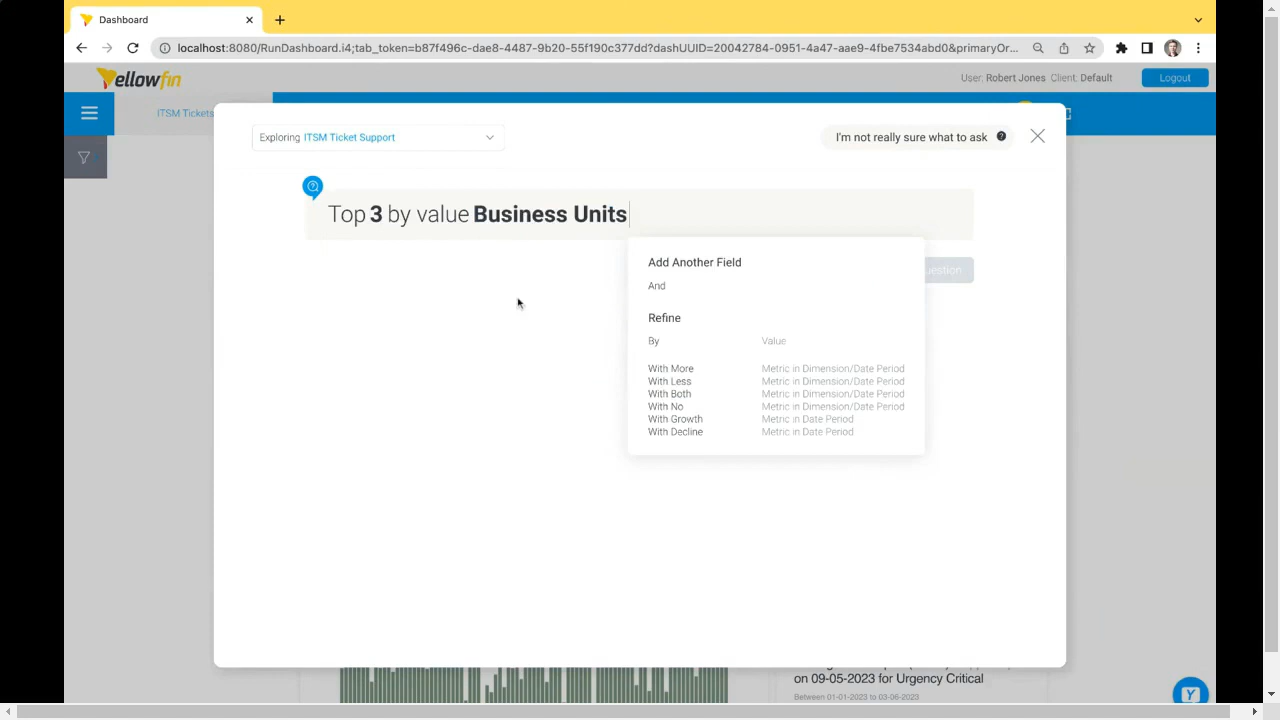 Dashboard
localhost:8080/RunDashboard.i4;tab_token=b87f496c-dae8-4487-9b20-55f190c377dd?dashUUID=20042784-0951-4a47-aae9-4fbe7534abd0&primaryOr...
Yellowfin
User: Robert Jones Client: Default
Logout
ITSM Tickets
Exploring ITSM Ticket Support
I'm not really sure what to ask ?
Top 3 by value Business Units
Add Another Field
uestion
And
Refine
By Value
With More Metric in Dimension/Date Period
With Less Metric in Dimension/Date Period
With Both Metric in Dimension/Date Period
With No Metric in Dimension/Date Period
With Growth Metric in Date Period
With Decline Metric in Date Period
on 09-05-2023 for Urgency Critical
Between 01-01-2023 to 03-06-2023
Y